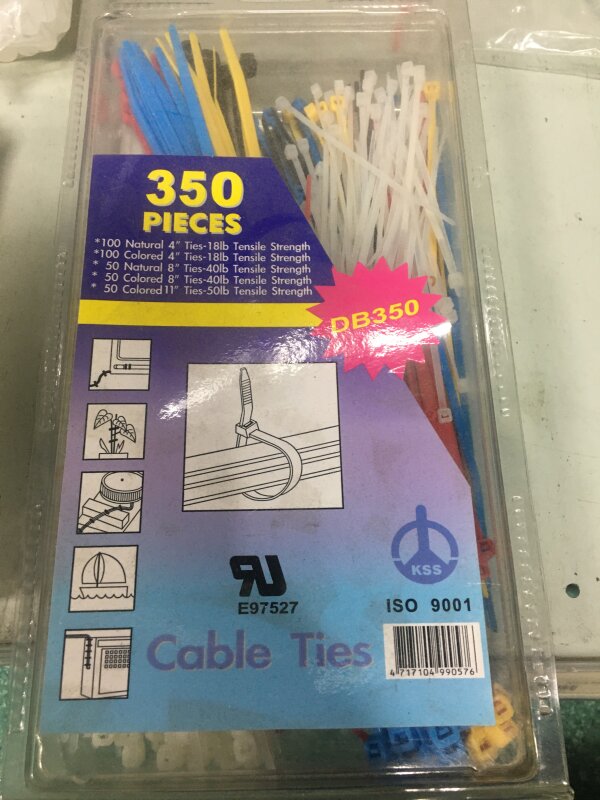 350
PIECES
*100 Natural 4" Ties-18lb Tensile Strength
*100 Colored 4" Ties-18lb Tensile Strength
* 50 Natural 8" Ties-40lb Tensile Strength
* 50 Colored 8" Ties-40lb Tensile Strength
* 50 Colored 11" Ties-50lb Tensile Strength
DB350
KSS
RU
E97527
ISO 9001
Cable Ties
4 717104 990576